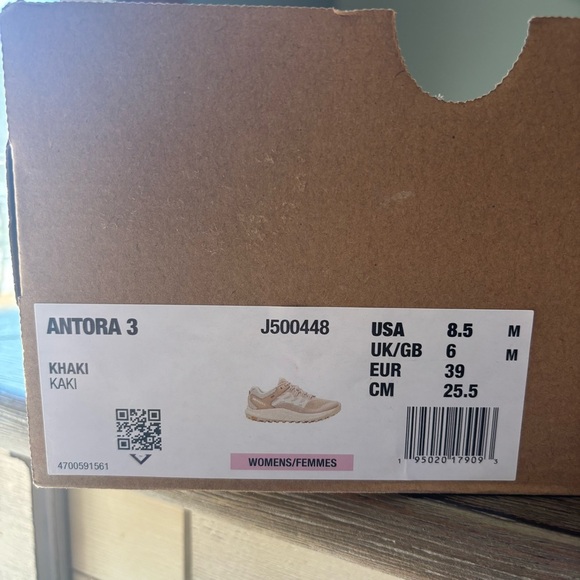 ANTORA 3
J500448
KHAKI
KAKI
4700591561
WOMENS/FEMMES
USA 8.5 M
UK/GB 6 M
EUR 39
CM 25.5
1 95020 17909 3